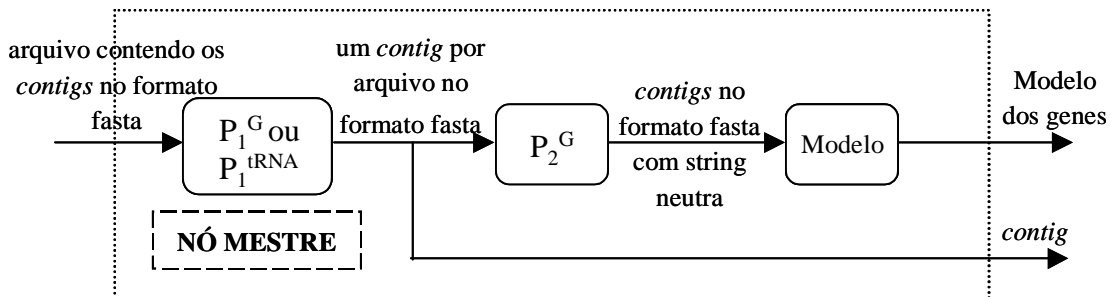 arquivo contendo os
contigs no formato
fasta
P₁ᴳ ou
P₁ᵗᴿᴺᴬ
NÓ MESTRE
um contig por
arquivo no
formato fasta
P₂ᴳ
contigs no
formato fasta
com string
neutra
Modelo
Modelo
dos genes
contig